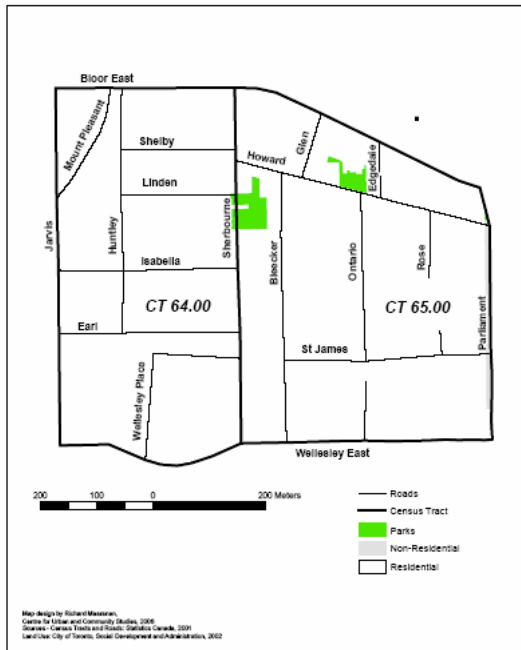 Bloor East
Mount Pleasant
Shelby
Glen
Howard
Edgedale
Linden
Jarvis
Huntley
Sherbourne
Bleecker
Ontario
Rose
Isabella
CT 64.00
CT 65.00
Parliament
Earl
St James
Wellesley Place
Wellesley East
200 100 0 200 Meters
Roads
Census Tract
Parks
Non-Residential
Residential
Map design by Richard Maaranen,
Centre for Urban and Community Studies, 2006
Sources - Census Tracts and Roads: Statistics Canada, 2001
Land Use: City of Toronto, Social Development and Administration, 2002